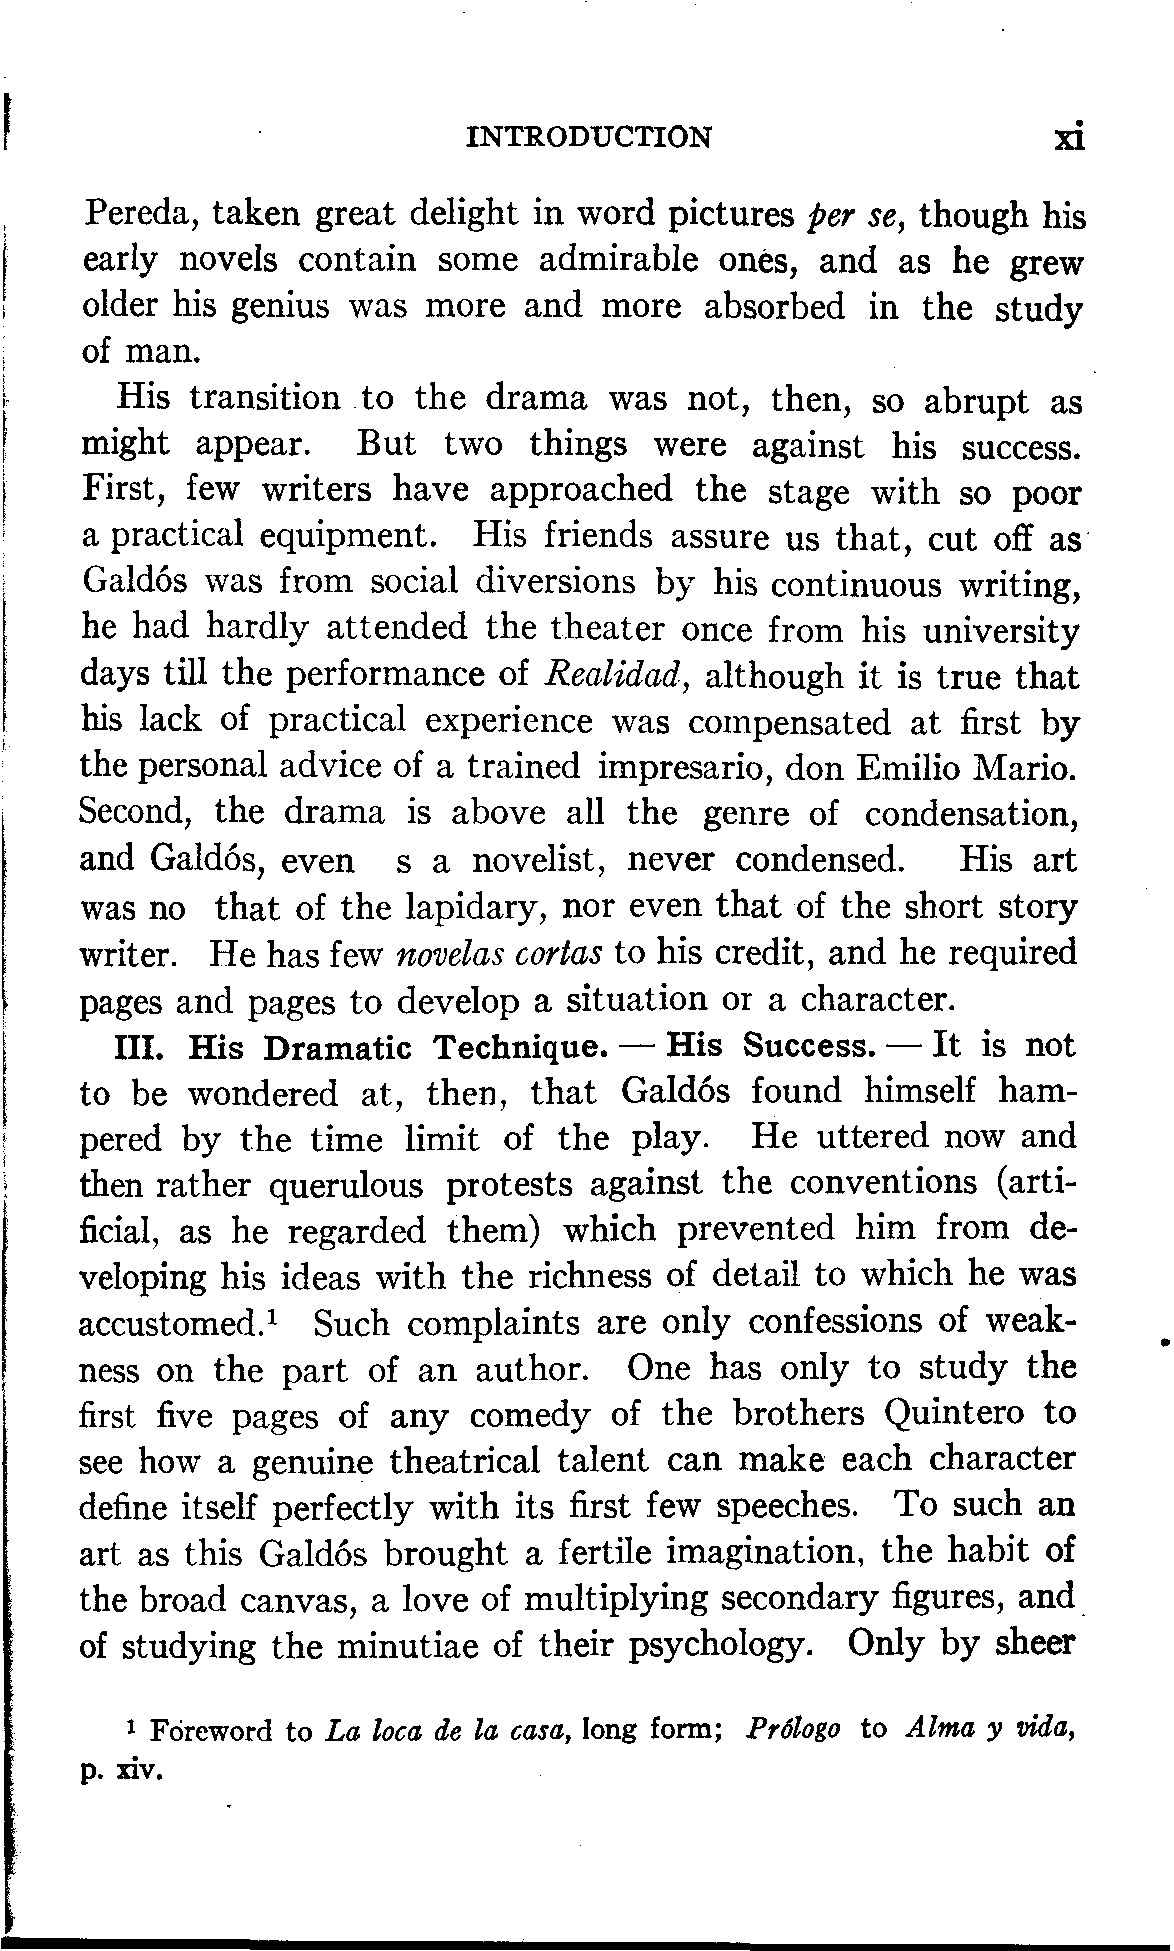 INTRODUCTION xi
Pereda, taken great delight in word pictures per se, though his
early novels contain some admirable ones, and as he grew
older his genius was more and more absorbed in the study
of man.
His transition to the drama was not, then, so abrupt as
might appear. But two things were against his success.
First, few writers have approached the stage with so poor
a practical equipment. His friends assure us that, cut off as
Galdós was from social diversions by his continuous writing,
he had hardly attended the theater once from his university
days till the performance of Realidad, although it is true that
his lack of practical experience was compensated at first by
the personal advice of a trained impresario, don Emilio Mario.
Second, the drama is above all the genre of condensation,
and Galdós, even s a novelist, never condensed. His art
was no that of the lapidary, nor even that of the short story
writer. He has few novelas cortas to his credit, and he required
pages and pages to develop a situation or a character.
III. His Dramatic Technique. — His Success. — It is not
to be wondered at, then, that Galdós found himself ham-
pered by the time limit of the play. He uttered now and
then rather querulous protests against the conventions (arti-
ficial, as he regarded them) which prevented him from de-
veloping his ideas with the richness of detail to which he was
accustomed.¹ Such complaints are only confessions of weak-
ness on the part of an author. One has only to study the
first five pages of any comedy of the brothers Quintero to
see how a genuine theatrical talent can make each character
define itself perfectly with its first few speeches. To such an
art as this Galdós brought a fertile imagination, the habit of
the broad canvas, a love of multiplying secondary figures, and
of studying the minutiae of their psychology. Only by sheer
¹ Foreword to La loca de la casa, long form; Prólogo to Alma y vida,
p. xiv.